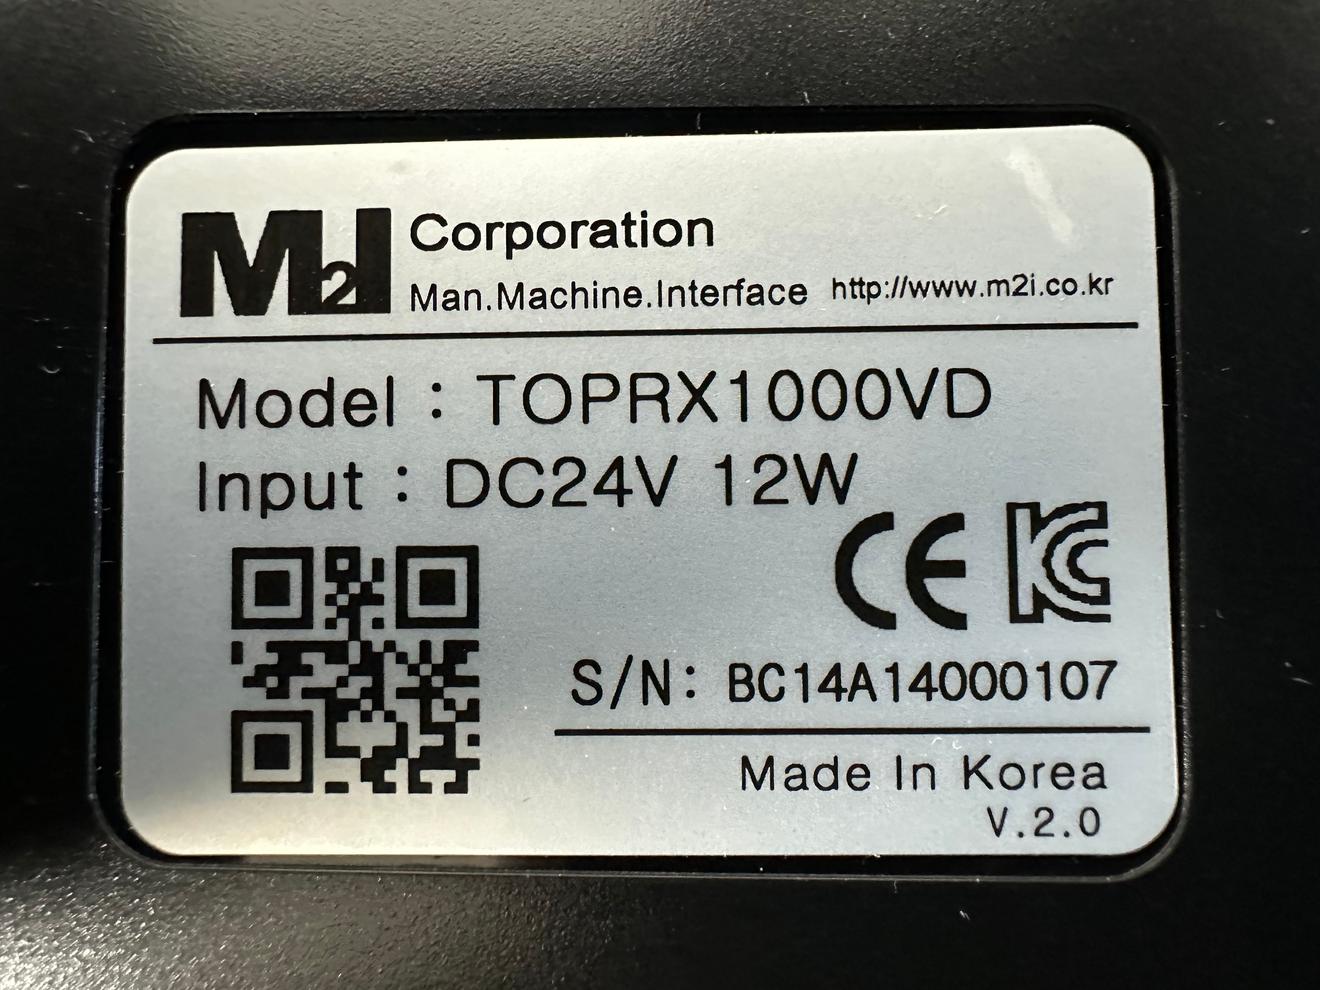 M2I Corporation
Man.Machine.Interface http://www.m2i.co.kr
Model : TOPRX1000VD
Input : DC24V 12W
CE KC
S/N: BC14A14000107
Made In Korea
V.2.0